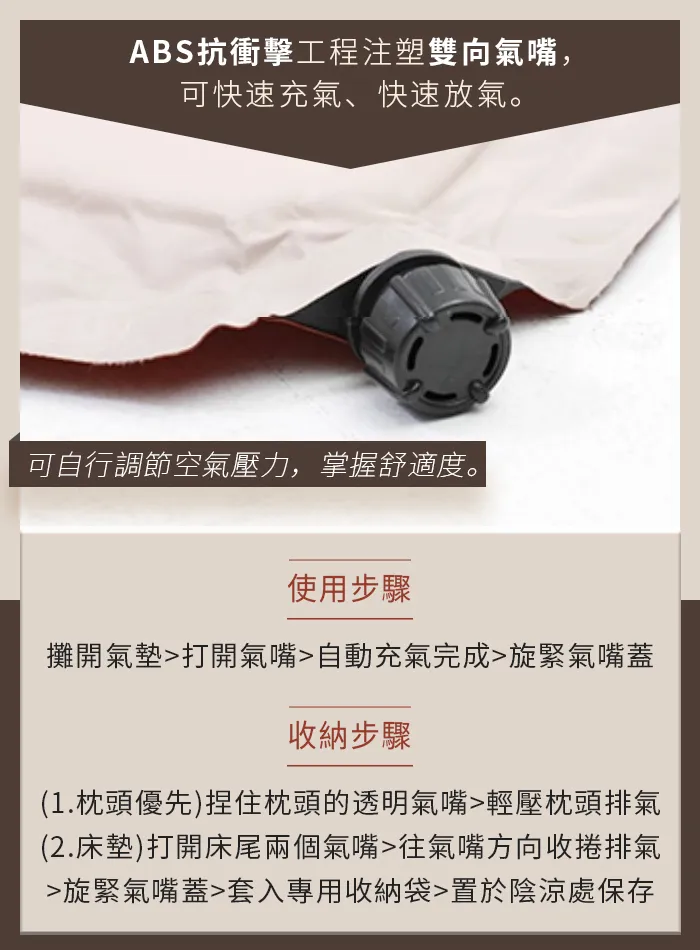 ABS抗衝擊工程注塑雙向氣嘴，
可快速充氣、快速放氣。
可自行調節空氣壓力，掌握舒適度。
使用步驟
攤開氣墊>打開氣嘴>自動充氣完成>旋緊氣嘴蓋
收納步驟
(1.枕頭優先)捏住枕頭的透明氣嘴>輕壓枕頭排氣
(2.床墊)打開床尾兩個氣嘴>往氣嘴方向收捲排氣
>旋緊氣嘴蓋>套入專用收納袋>置於陰涼處保存